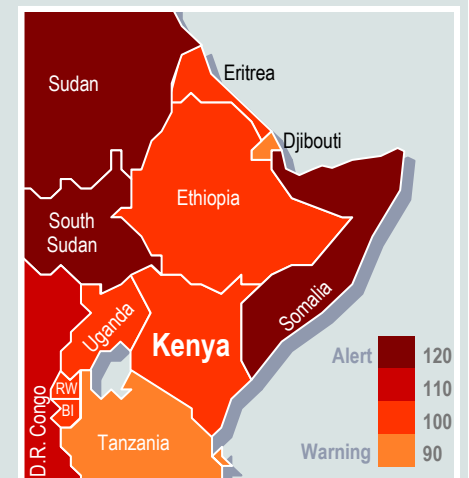 Sudan
Eritrea
Djibouti
Ethiopia
South
Sudan
Somalia
Uganda
Kenya
RW
BI
D.R. Congo
Tanzania
Alert
120
110
100
Warning
90